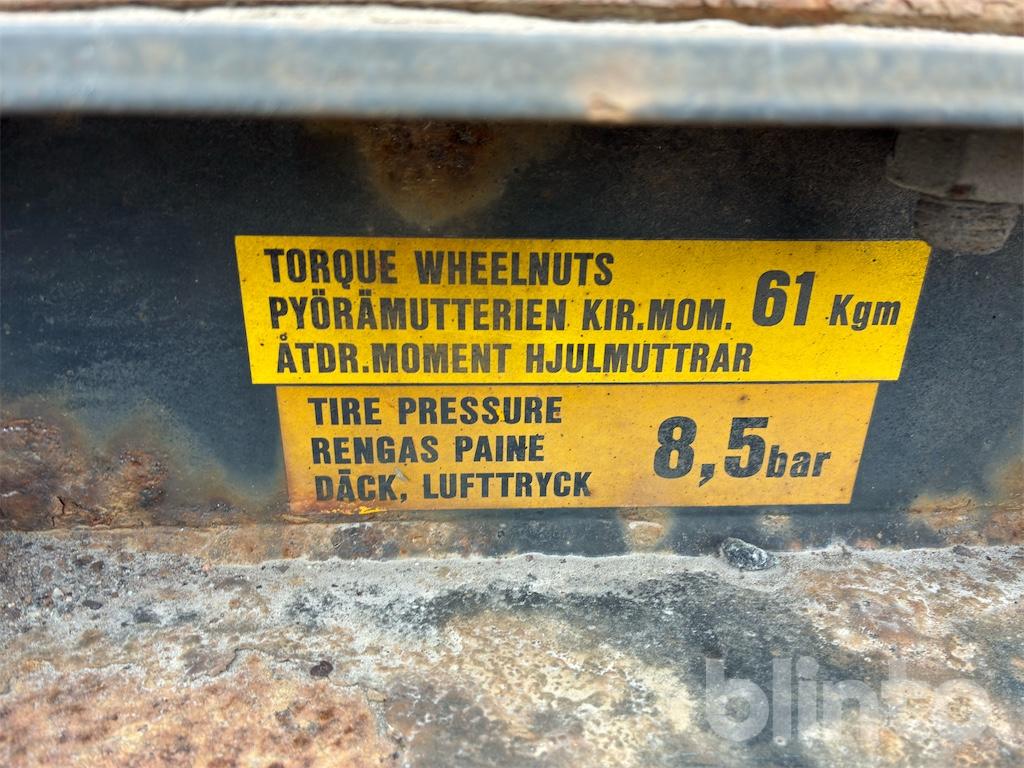 TORQUE WHEELNUTS
PYÖRÄMUTTERIEN KIR.MOM. 61 Kgm
ÅTDR.MOMENT HJULMUTTRAR
TIRE PRESSURE
RENGAS PAINE 8,5bar
DÄCK, LUFTTRYCK
blinto